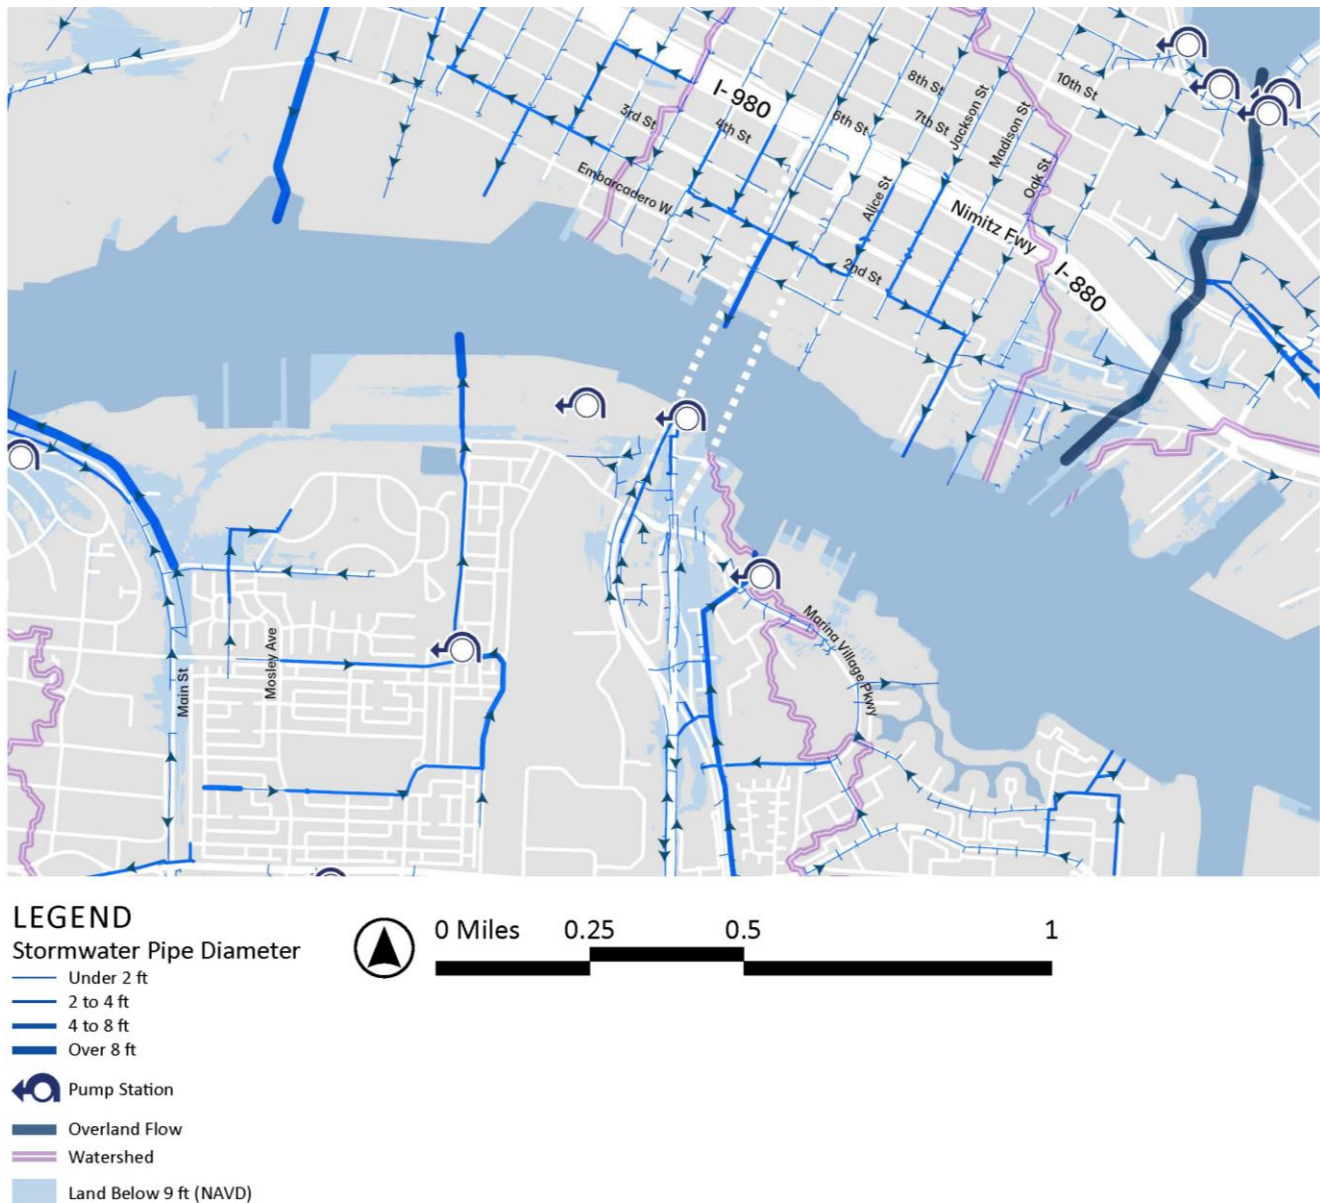 I-980
3rd St
4th St
Embarcadero W.
6th St
8th St
7th St
Jackson St
Madison St
10th St
Oak St
Alice St
Nimitz Fwy
I-880
2nd St
Marina Village Pkwy
Mosley Ave
Main St
LEGEND
Stormwater Pipe Diameter
Under 2 ft
2 to 4 ft
4 to 8 ft
Over 8 ft
Pump Station
Overland Flow
Watershed
Land Below 9 ft (NAVD)
0 Miles 0.25 0.5 1